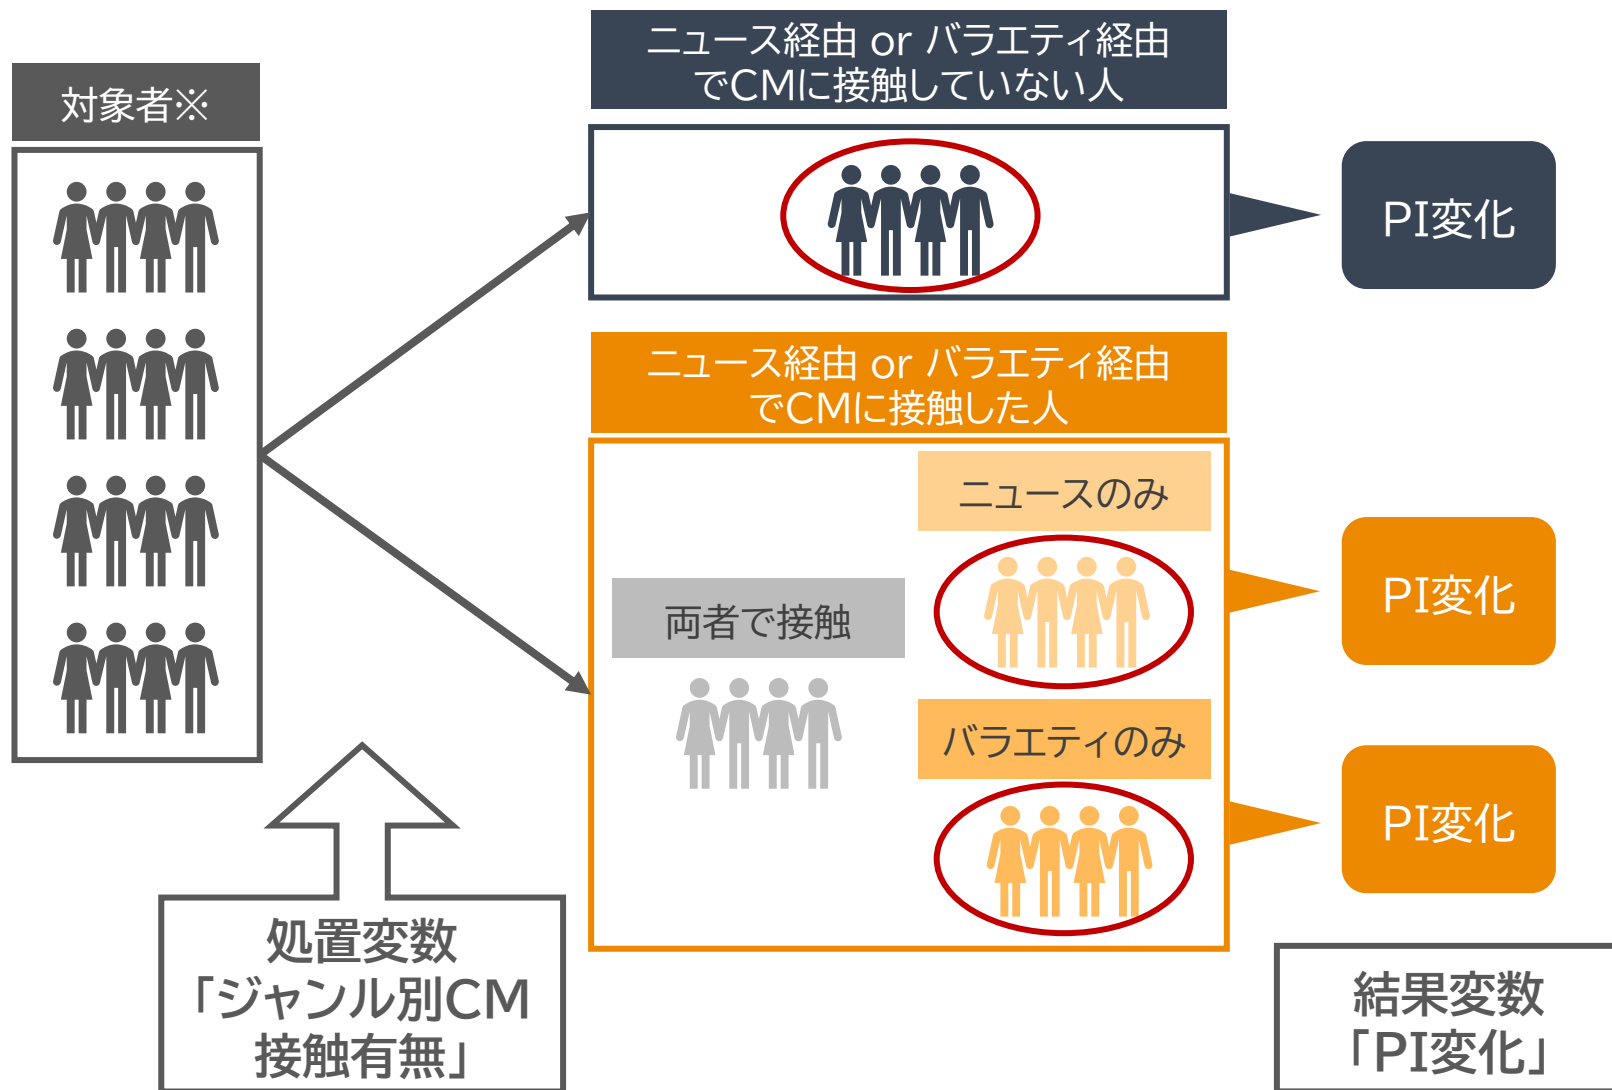 対象者※
ニュース経由 or バラエティ経由
でCMに接触していない人
PI変化
ニュース経由 or バラエティ経由
でCMに接触した人
両者で接触
ニュースのみ
PI変化
バラエティのみ
PI変化
処置変数
「ジャンル別CM
接触有無」
結果変数
「PI変化」